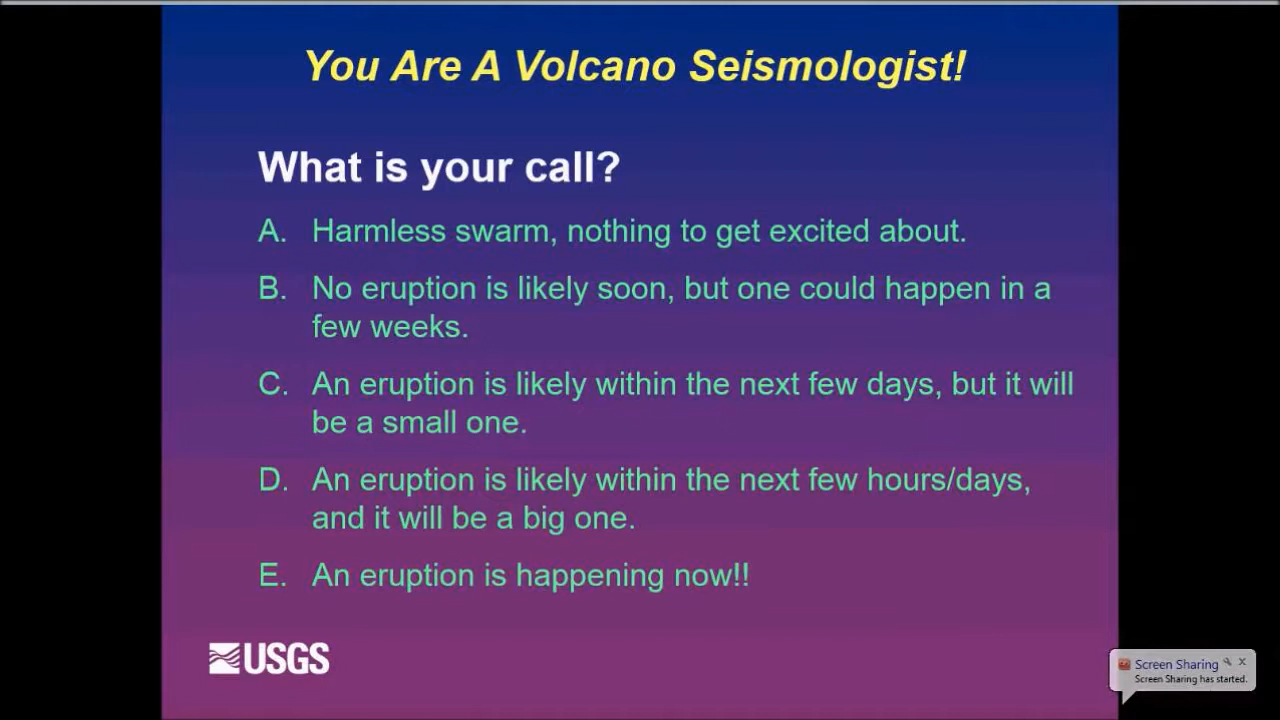 You Are A Volcano Seismologist!
What is your call?
A. Harmless swarm, nothing to get excited about.
B. No eruption is likely soon, but one could happen in a
few weeks.
C. An eruption is likely within the next few days, but it will
be a small one.
D. An eruption is likely within the next few hours/days,
and it will be a big one.
E. An eruption is happening now!!
USGS
Screen Sharing
Screen Sharing has started.